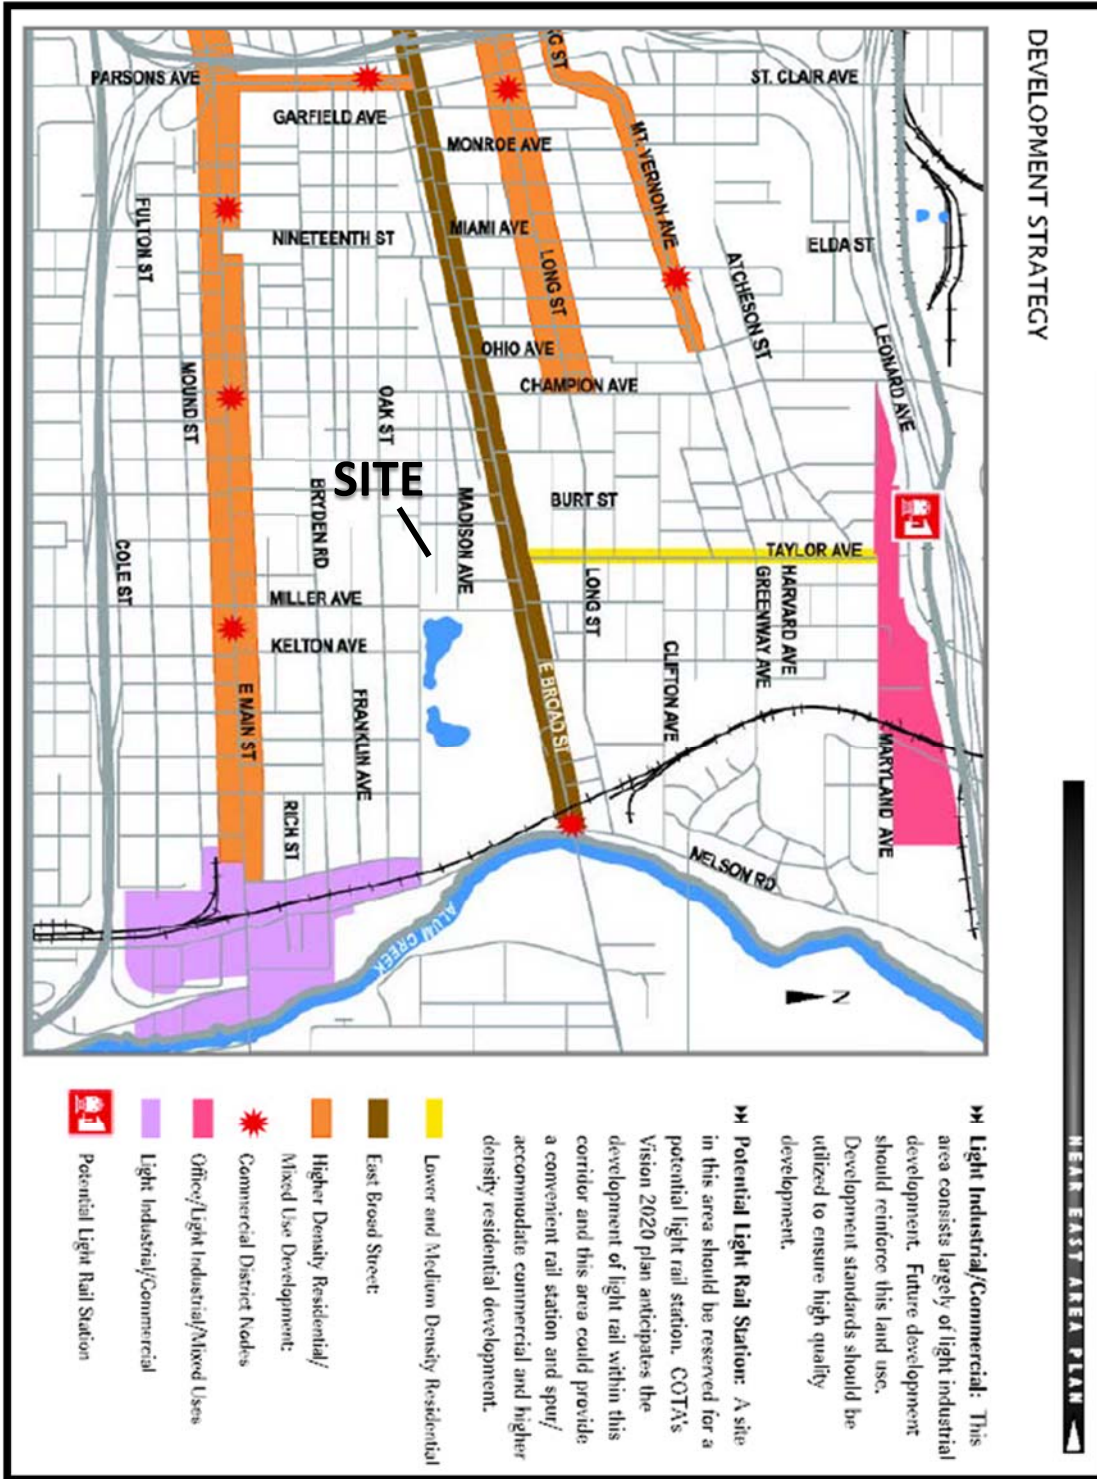 DEVELOPMENT STRATEGY
NEAR EAST AREA PLAN
PARSONS AVE
G ST
ST. CLAIR AVE
GARFIELD AVE
MONROE AVE
MT. VERNON AVE
FULTON ST
NINETEENTH ST
MIAMI AVE
LONG ST
ELDA ST
ATCHESON ST
OHIO AVE
LEONARD AVE
MOUND ST
OAK ST
CHAMPION AVE
SITE
BRYDEN RD
MADISON AVE
BURT ST
COLE ST
TAYLOR AVE
MILLER AVE
LONG ST
GREENWAY AVE
HARVARD AVE
KELTON AVE
CLIFTON AVE
E MAIN ST
FRANKLIN AVE
E BROAD ST
MARYLAND AVE
RICH ST
NELSON RD
ALUM CREEK
N
Light Industrial/Commercial: This
area consists largely of light industrial
development. Future development
should reinforce this land use.
Development standards should be
utilized to ensure high quality
development.
Potential Light Rail Station: A site
in this area should be reserved for a
potential light rail station. COTA's
Vision 2020 plan anticipates the
development of light rail within this
corridor and this area could provide
a convenient rail station and spur/
accommodate commercial and higher
density residential development.
Lower and Medium Density Residential
East Broad Street:
Higher Density Residential/
Mixed Use Development:
Commercial District Nodes
Office/Light Industrial/Mixed Uses
Light Industrial/Commercial
Potential Light Rail Station